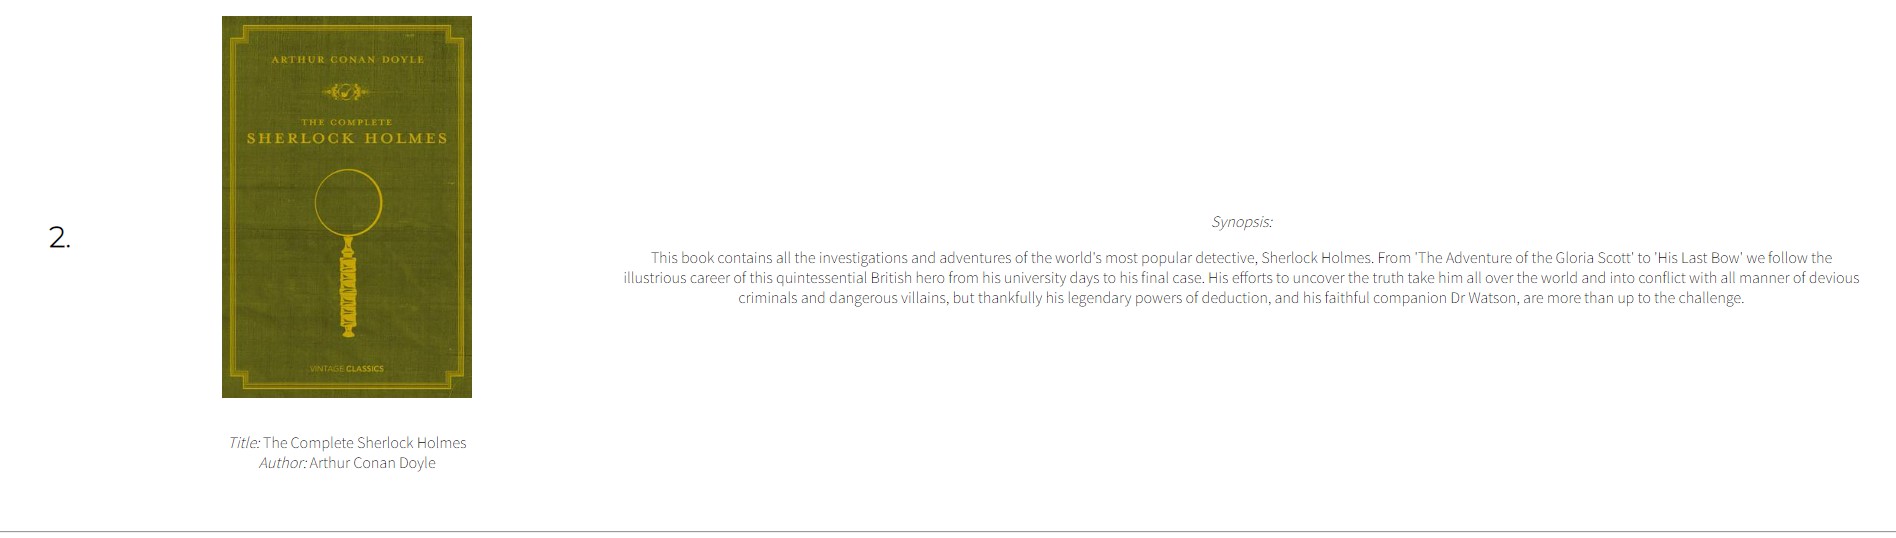 2.
ARTHUR CONAN DOYLE
THE COMPLETE
SHERLOCK HOLMES
VINTAGE CLASSICS
Title: The Complete Sherlock Holmes
Author: Arthur Conan Doyle
Synopsis:
This book contains all the investigations and adventures of the world's most popular detective, Sherlock Holmes. From 'The Adventure of the Gloria Scott' to 'His Last Bow' we follow the
illustrious career of this quintessential British hero from his university days to his final case. His efforts to uncover the truth take him all over the world and into conflict with all manner of devious
criminals and dangerous villains, but thankfully his legendary powers of deduction, and his faithful companion Dr Watson, are more than up to the challenge.